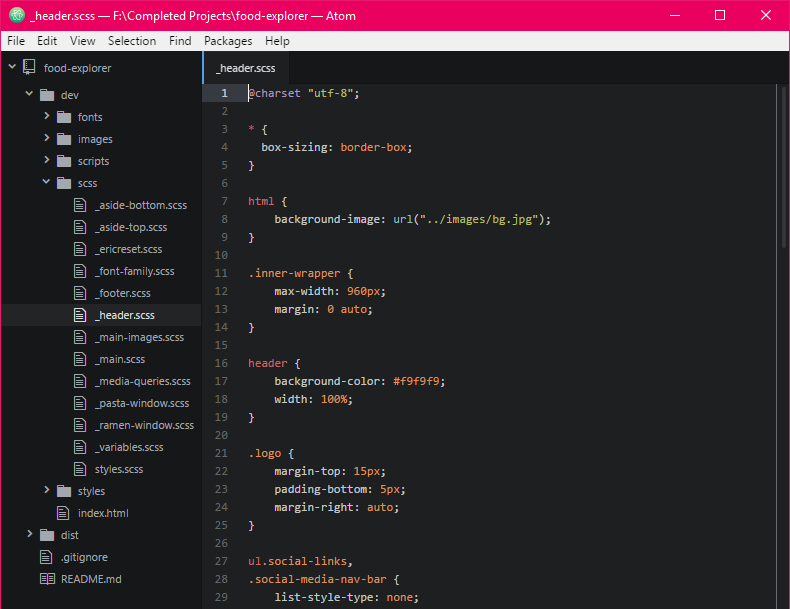 _header.scss — F:\Completed Projects\food-explorer — Atom
File Edit View Selection Find Packages Help
food-explorer
dev
fonts
images
scripts
scss
_aside-bottom.scss
_aside-top.scss
_ericreset.scss
_font-family.scss
_footer.scss
_header.scss
_main-images.scss
_main.scss
_media-queries.scss
_pasta-window.scss
_ramen-window.scss
_variables.scss
styles.scss
styles
index.html
dist
.gitignore
README.md
_header.scss
1 @charset "utf-8";
2
3 * {
4   box-sizing: border-box;
5 }
6
7 html {
8     background-image: url("../images/bg.jpg");
9 }
10
11 .inner-wrapper {
12     max-width: 960px;
13     margin: 0 auto;
14 }
15
16 header {
17     background-color: #f9f9f9;
18     width: 100%;
19 }
20
21 .logo {
22     margin-top: 15px;
23     padding-bottom: 5px;
24     margin-right: auto;
25 }
26
27 ul.social-links,
28 .social-media-nav-bar {
29     list-style-type: none;